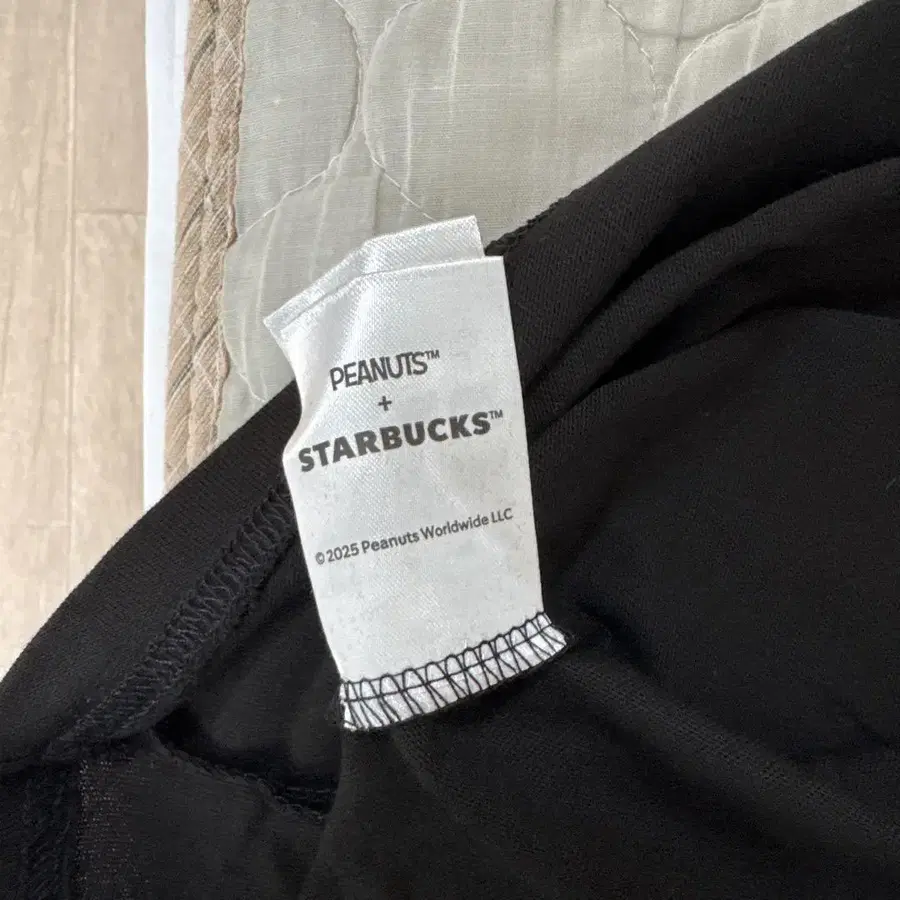 PEANUTS™
+
STARBUCKS™
© 2025 Peanuts Worldwide LLC